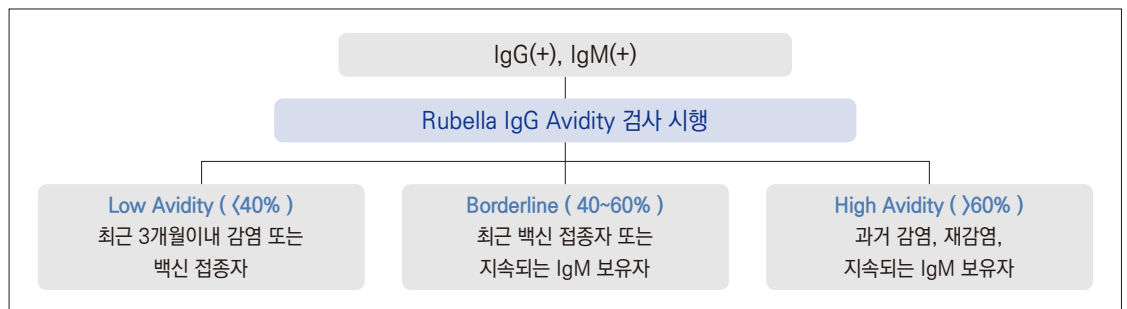 IgG(+), IgM(+)
Rubella IgG Avidity 검사 시행
Low Avidity ( 〈40% )
최근 3개월이내 감염 또는
백신 접종자
Borderline ( 40~60% )
최근 백신 접종자 또는
지속되는 IgM 보유자
High Avidity ( 〉60% )
과거 감염, 재감염,
지속되는 IgM 보유자